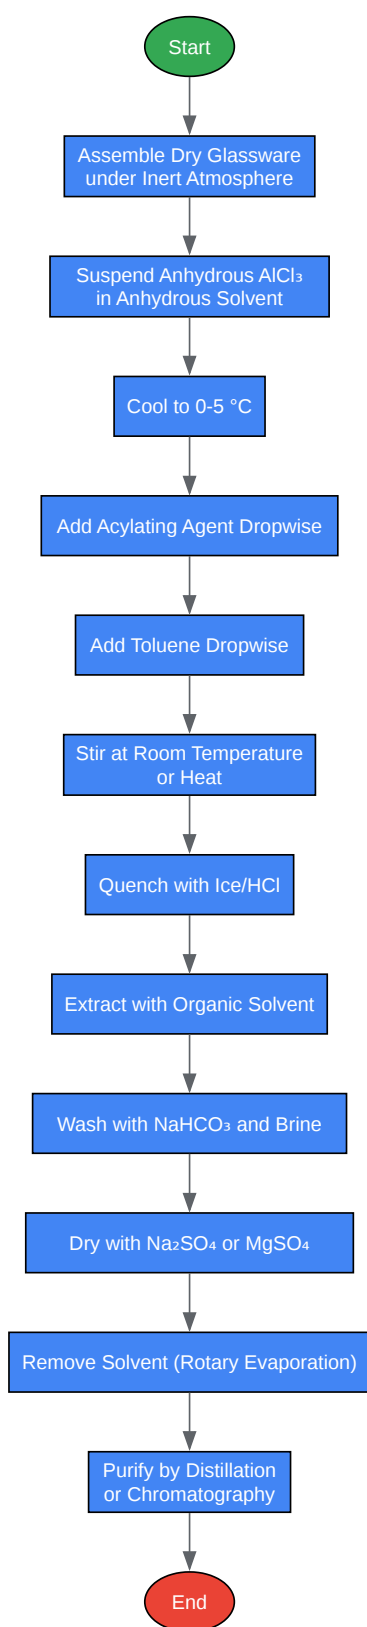 Start
Assemble Dry Glassware
under Inert Atmosphere
Suspend Anhydrous AlCl₃
in Anhydrous Solvent
Cool to 0-5 °C
Add Acylating Agent Dropwise
Add Toluene Dropwise
Stir at Room Temperature
or Heat
Quench with Ice/HCl
Extract with Organic Solvent
Wash with NaHCO₃ and Brine
Dry with Na₂SO₄ or MgSO₄
Remove Solvent (Rotary Evaporation)
Purify by Distillation
or Chromatography
End